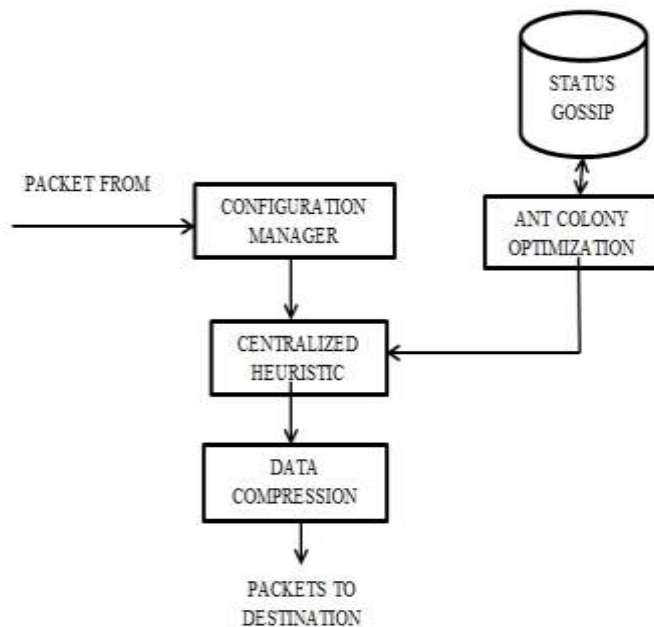 STATUS
GOSSIP
PACKET FROM
CONFIGURATION
MANAGER
ANT COLONY
OPTIMIZATION
CENTRALIZED
HEURISTIC
DATA
COMPRESSION
PACKETS TO
DESTINATION